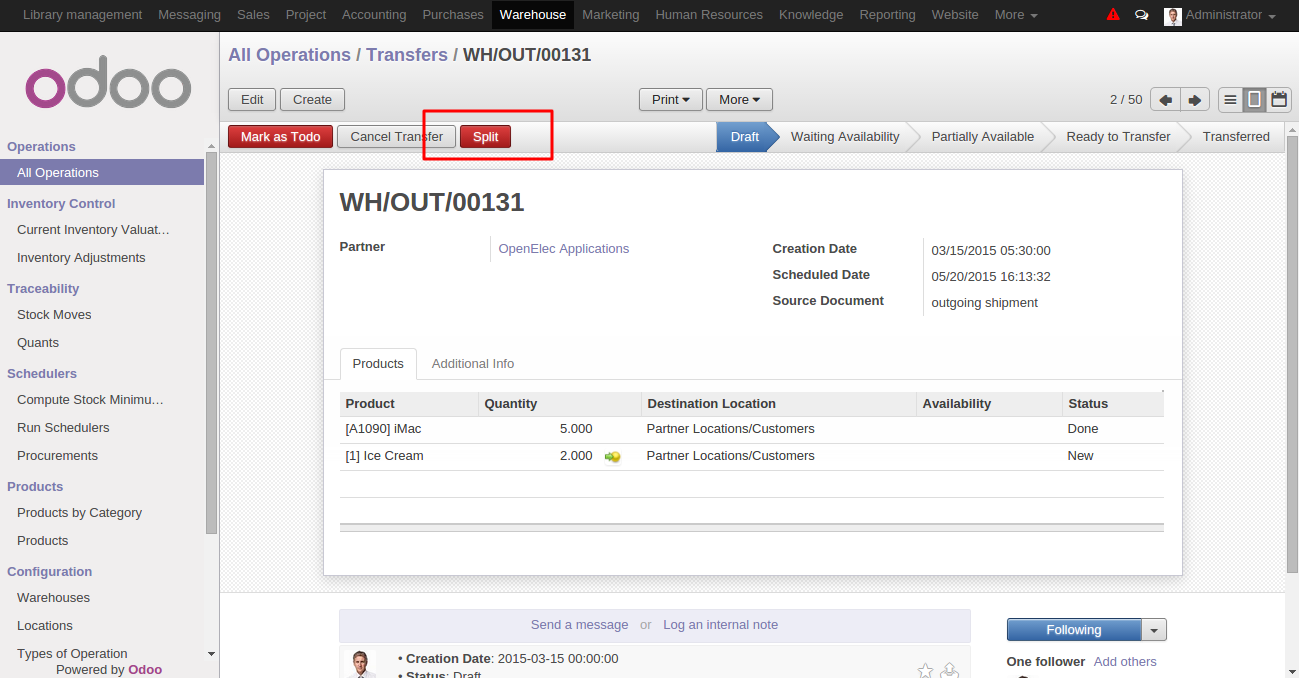 Library management Messaging Sales Project Accounting Purchases Warehouse Marketing Human Resources Knowledge Reporting Website More Administrator
odoo
All Operations / Transfers / WH/OUT/00131
Edit Create Print More 2 / 50
Mark as Todo Cancel Transfer Split Draft Waiting Availability Partially Available Ready to Transfer Transferred
Operations
All Operations
Inventory Control
Current Inventory Valuat...
Inventory Adjustments
Traceability
Stock Moves
Quants
Schedulers
Compute Stock Minimu...
Run Schedulers
Procurements
Products
Products by Category
Products
Configuration
Warehouses
Locations
Types of Operation
Powered by Odoo
WH/OUT/00131
Partner OpenElec Applications
Creation Date 03/15/2015 05:30:00
Scheduled Date 05/20/2015 16:13:32
Source Document outgoing shipment
Products Additional Info
Product Quantity Destination Location Availability Status
[A1090] iMac 5.000 Partner Locations/Customers Done
[1] Ice Cream 2.000 Partner Locations/Customers New
Send a message or Log an internal note
• Creation Date: 2015-03-15 00:00:00
• Status: Draft
Following
One follower Add others